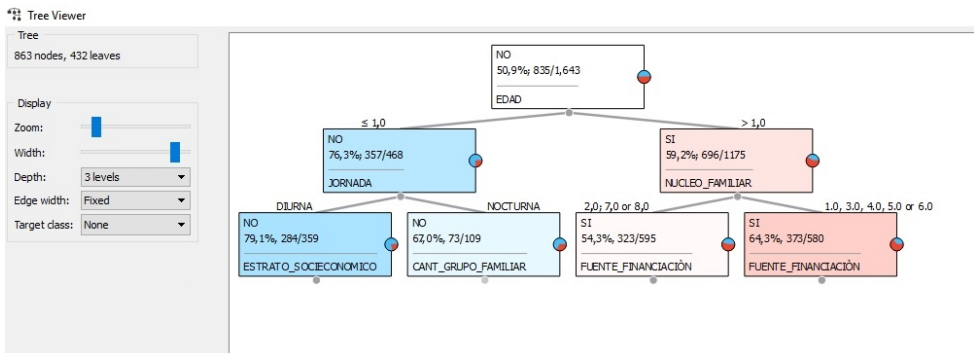 Tree Viewer
Tree
863 nodes, 432 leaves
Display
Zoom:
Width:
Depth: 3 levels
Edge width: Fixed
Target class: None
NO
50,9%; 835/1,643
EDAD
≤ 1,0
> 1,0
NO
76,3%; 357/468
JORNADA
SI
59,2%; 696/1175
NUCLEO_FAMILIAR
DIURNA
NOCTURNA
2,0; 7,0 or 8,0
1.0, 3.0, 4.0, 5.0 or 6.0
NO
79,1%, 284/359
ESTRATO_SOCIECONOMICO
NO
67,0%, 73/109
CANT_GRUPO_FAMILIAR
SI
54,3%, 323/595
FUENTE_FINANCIACIÒN
SI
64,3%, 373/580
FUENTE_FINANCIACIÒN